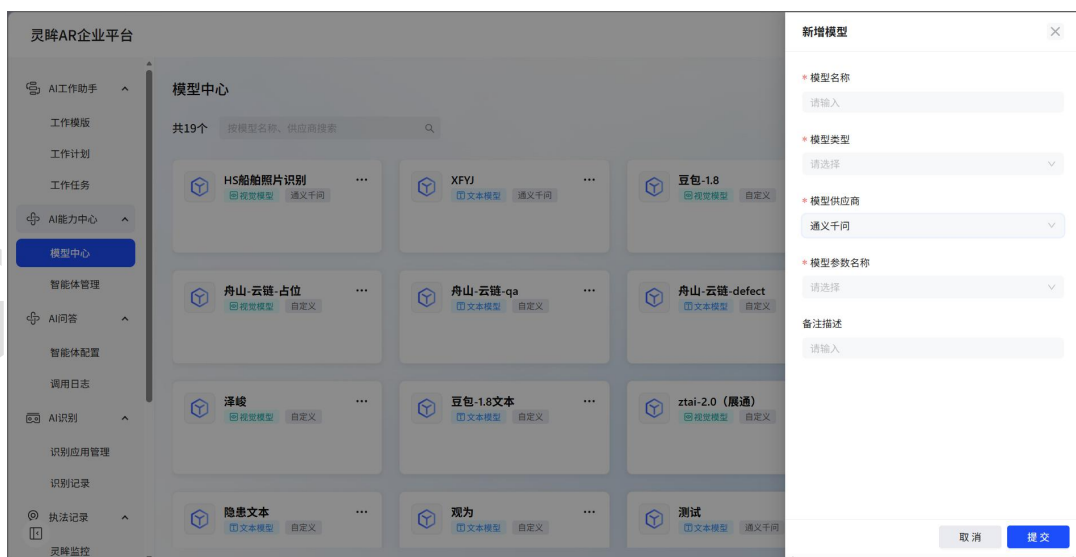 灵眸AR企业平台
AI工作助手
工作模版
工作计划
工作任务
AI能力中心
模型中心
智能体管理
AI问答
智能体配置
调用日志
AI识别
识别应用管理
识别记录
执法记录
灵眸监控
模型中心
共19个 按模型名称、供应商搜索
HS船舶照片识别 ...
视觉模型 通义千问
XFYJ ...
文本模型 通义千问
豆包-1.8
视觉模型 自定义
舟山-云链-占位 ...
视觉模型 自定义
舟山-云链-qa ...
文本模型 自定义
舟山-云链-defect
文本模型 自定义
泽峻 ...
视觉模型 自定义
豆包-1.8文本 ...
文本模型 自定义
ztai-2.0（展通）
视觉模型 自定义
隐患文本 ...
文本模型 自定义
观为 ...
文本模型 自定义
测试
文本模型 通义千问
新增模型
* 模型名称
请输入
* 模型类型
请选择
* 模型供应商
通义千问
* 模型参数名称
请选择
备注描述
请输入
取消 提交